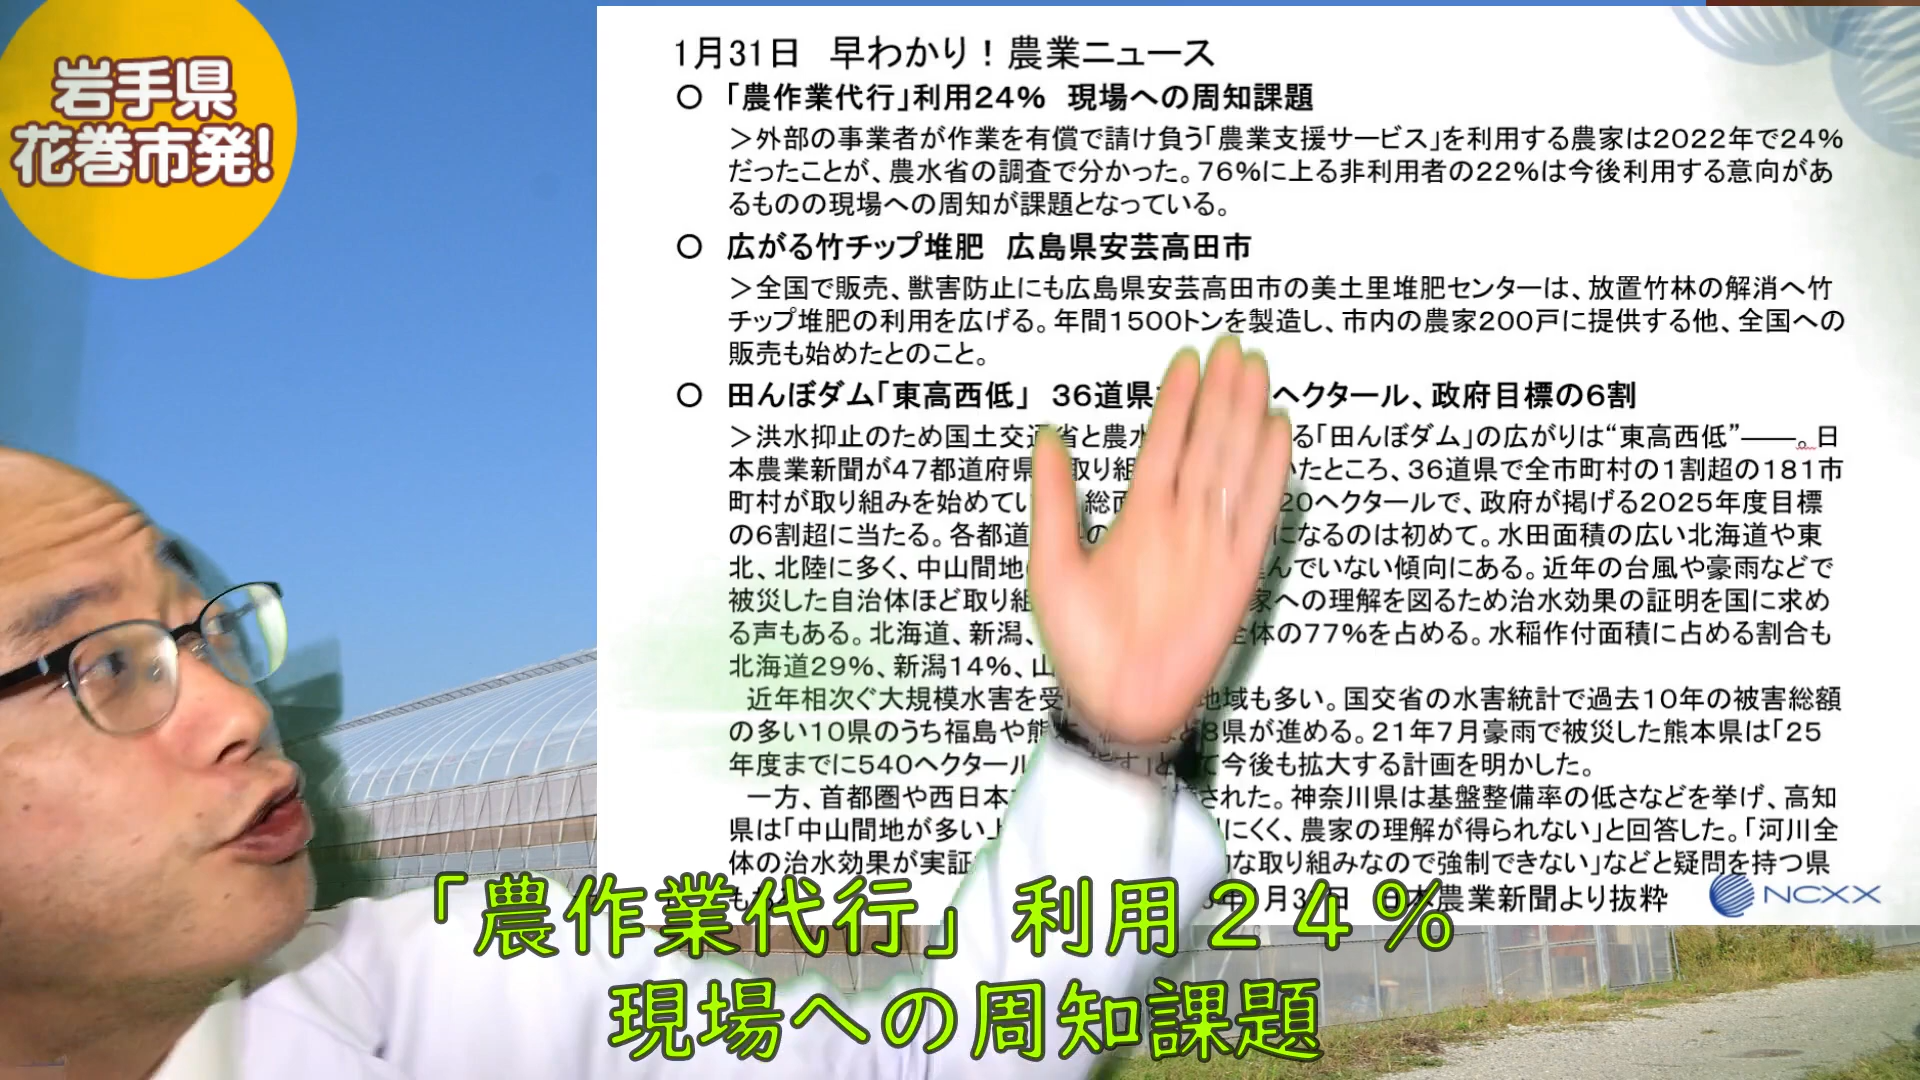 岩手県
花巻市発!
1月31日 早わかり!農業ニュース
○ 「農作業代行」利用24% 現場への周知課題
>外部の事業者が作業を有償で請け負う「農業支援サービス」を利用する農家は2022年で24%
だったことが、農水省の調査で分かった。76%に上る非利用者の22%は今後利用する意向があ
るものの現場への周知が課題となっている。
○ 広がる竹チップ堆肥 広島県安芸高田市
>全国で販売、獣害防止にも広島県安芸高田市の美土里堆肥センターは、放置竹林の解消へ竹
チップ堆肥の利用を広げる。年間1500トンを製造し、市内の農家200戸に提供する他、全国への
販売も始めたとのこと。
○ 田んぼダム「東高西低」 36道県 ヘクタール、政府目標の6割
>洪水抑止のため国土交通省と農水 る「田んぼダム」の広がりは“東高西低”――。日
本農業新聞が47都道府県 取り組 いたところ、36道県で全市町村の1割超の181市
町村が取り組みを始めてい 総面 20ヘクタールで、政府が掲げる2025年度目標
の6割超に当たる。各都道 の になるのは初めて。水田面積の広い北海道や東
北、北陸に多く、中山間地 んでいない傾向にある。近年の台風や豪雨などで
被災した自治体ほど取り組 家への理解を図るため治水効果の証明を国に求め
る声もある。北海道、新潟、 全体の77%を占める。水稲作付面積に占める割合も
北海道29%、新潟14%、山
近年相次ぐ大規模水害を受 地域も多い。国交省の水害統計で過去10年の被害総額
の多い10県のうち福島や熊 ど8県が進める。21年7月豪雨で被災した熊本県は「25
年度までに540ヘクタール 指す」と て今後も拡大する計画を明かした。
一方、首都圏や西日本 された。神奈川県は基盤整備率の低さなどを挙げ、高知
県は「中山間地が多い上 にくく、農家の理解が得られない」と回答した。「河川全
体の治水効果が実証 な取り組みなので強制できない」などと疑問を持つ県
も 月3 日 日本農業新聞より抜粋
NCXX
「農作業代行」利用24%
現場への周知課題